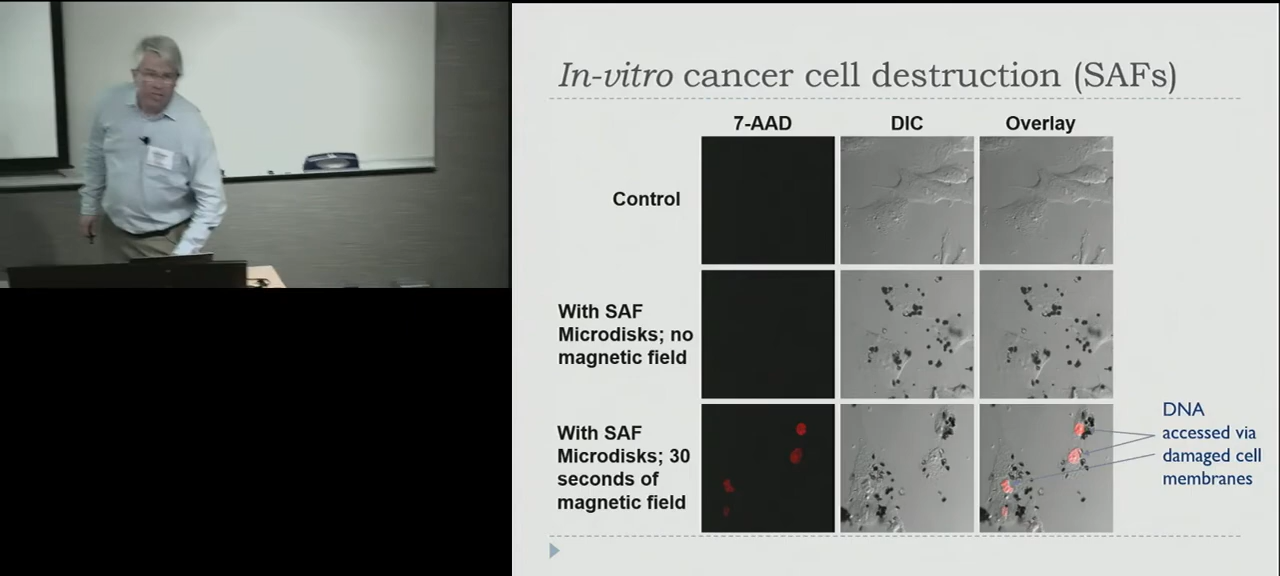 In-vitro cancer cell destruction (SAFs)
7-AAD DIC Overlay
Control
With SAF
Microdisks; no
magnetic field
With SAF
Microdisks; 30
seconds of
magnetic field
DNA
accessed via
damaged cell
membranes